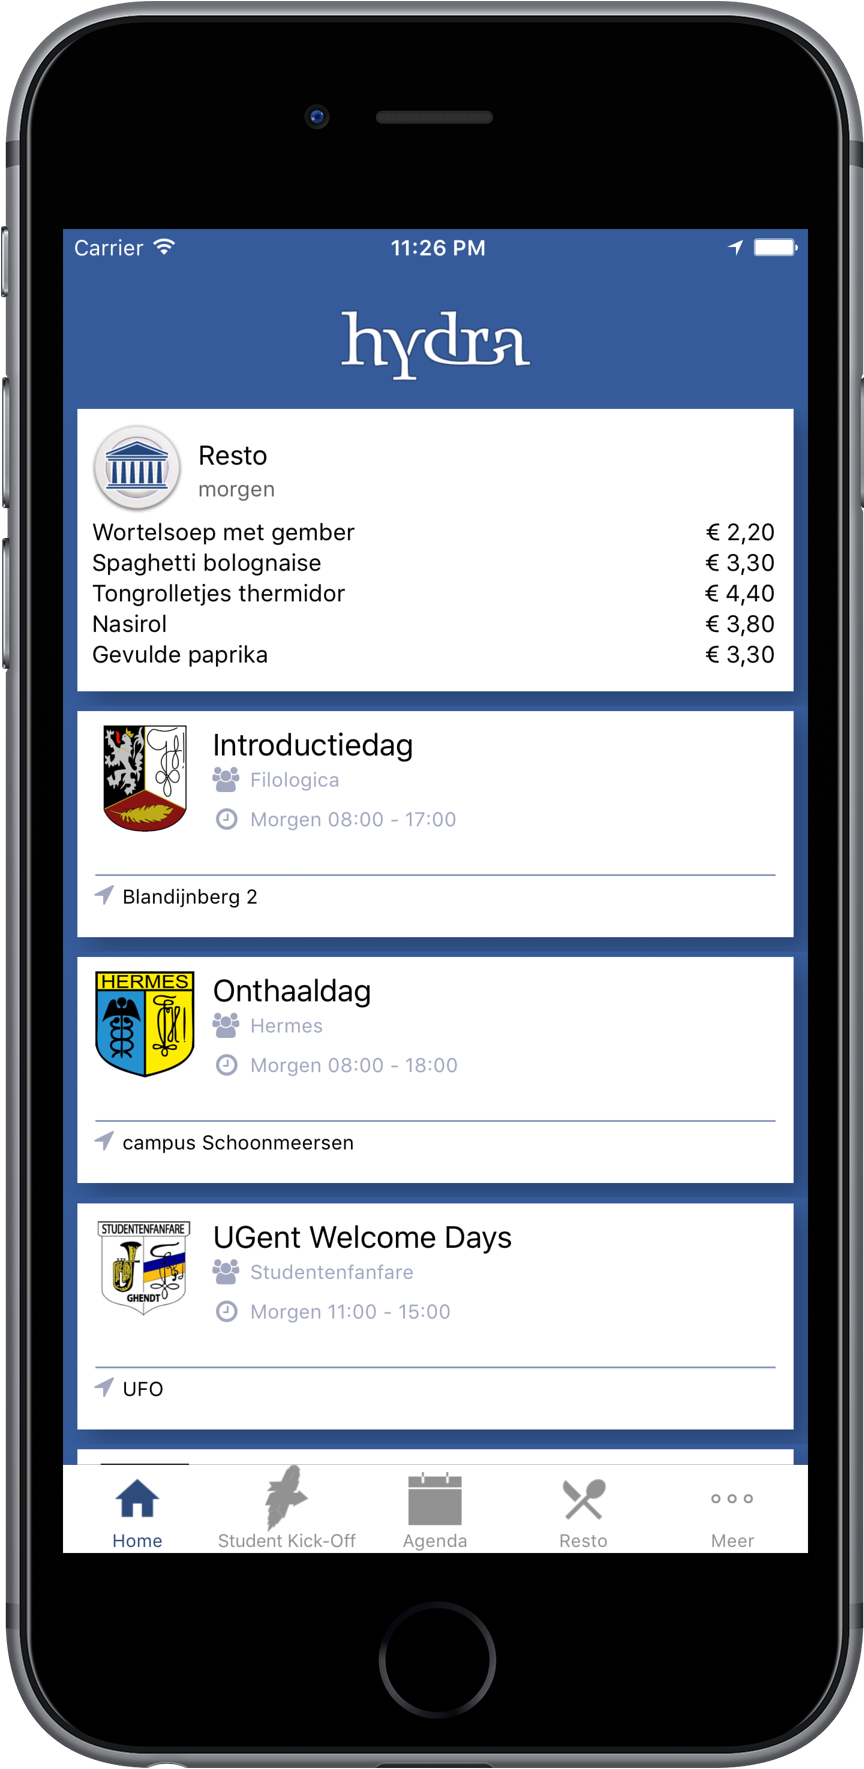 Carrier 11:26 PM
hydra
Resto
morgen
Wortelsoep met gember € 2,20
Spaghetti bolognaise € 3,30
Tongrolletjes thermidor € 4,40
Nasirol € 3,80
Gevulde paprika € 3,30
Introductiedag
Filologica
Morgen 08:00 - 17:00
Blandijnberg 2
HERMES
Onthaaldag
Hermes
Morgen 08:00 - 18:00
campus Schoonmeersen
STUDENTENFANFARE
GHENDT
UGent Welcome Days
Studentenfanfare
Morgen 11:00 - 15:00
UFO
Home Student Kick-Off Agenda Resto Meer